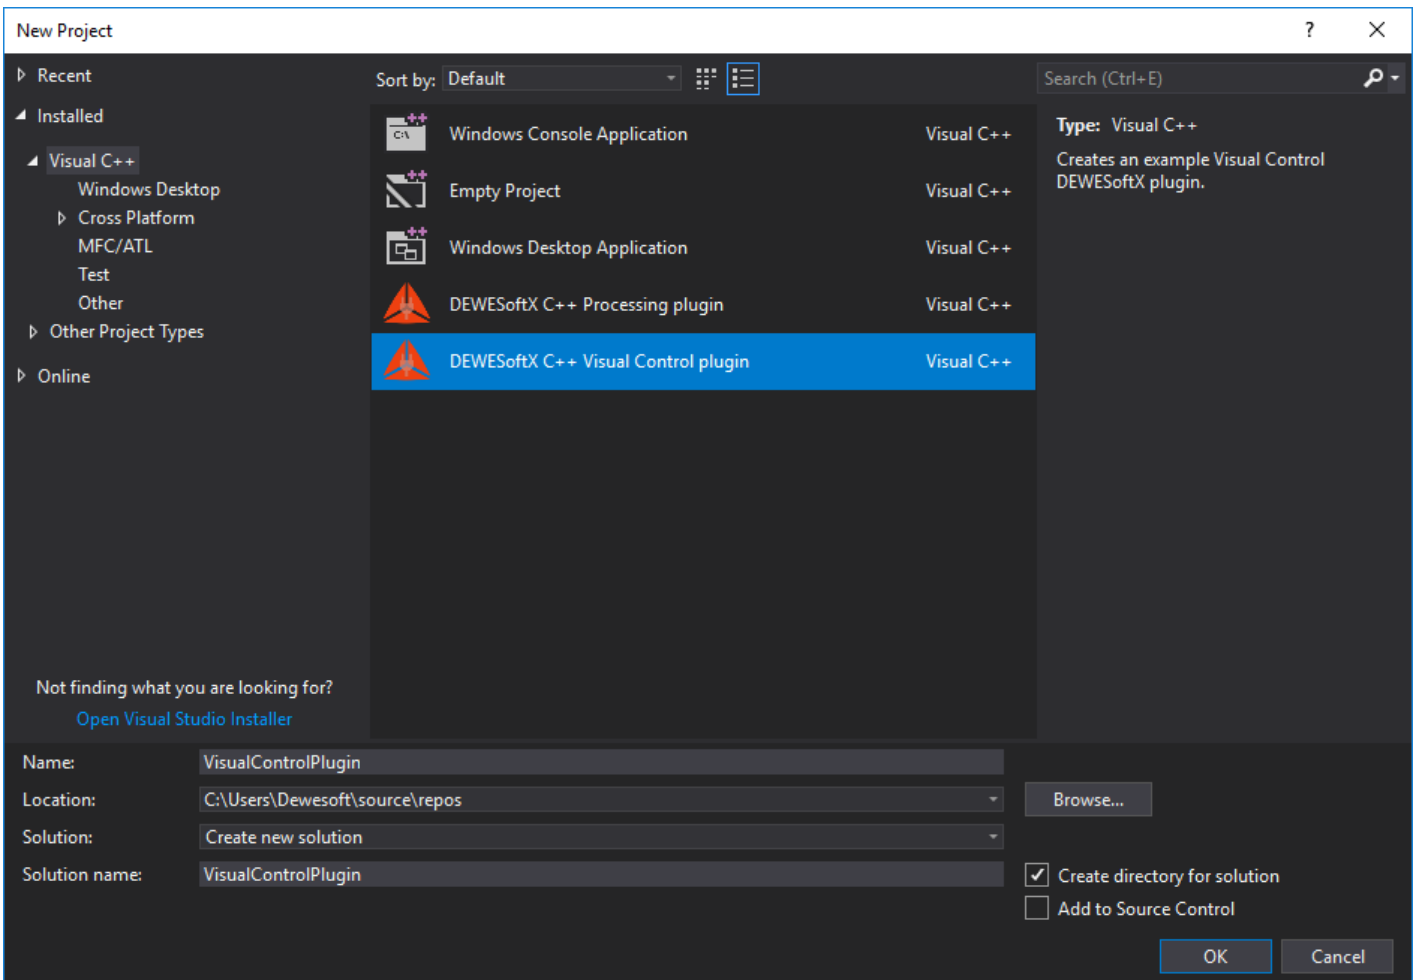 New Project
?
Recent
Installed
Visual C++
Windows Desktop
Cross Platform
MFC/ATL
Test
Other
Other Project Types
Online
Not finding what you are looking for?
Open Visual Studio Installer
Sort by: Default
Windows Console Application Visual C++
Empty Project Visual C++
Windows Desktop Application Visual C++
DEWESoftX C++ Processing plugin Visual C++
DEWESoftX C++ Visual Control plugin Visual C++
Search (Ctrl+E)
Type: Visual C++
Creates an example Visual Control
DEWESoftX plugin.
Name: VisualControlPlugin
Location: C:\Users\Dewesoft\source\repos
Browse...
Solution: Create new solution
Solution name: VisualControlPlugin
Create directory for solution
Add to Source Control
OK Cancel